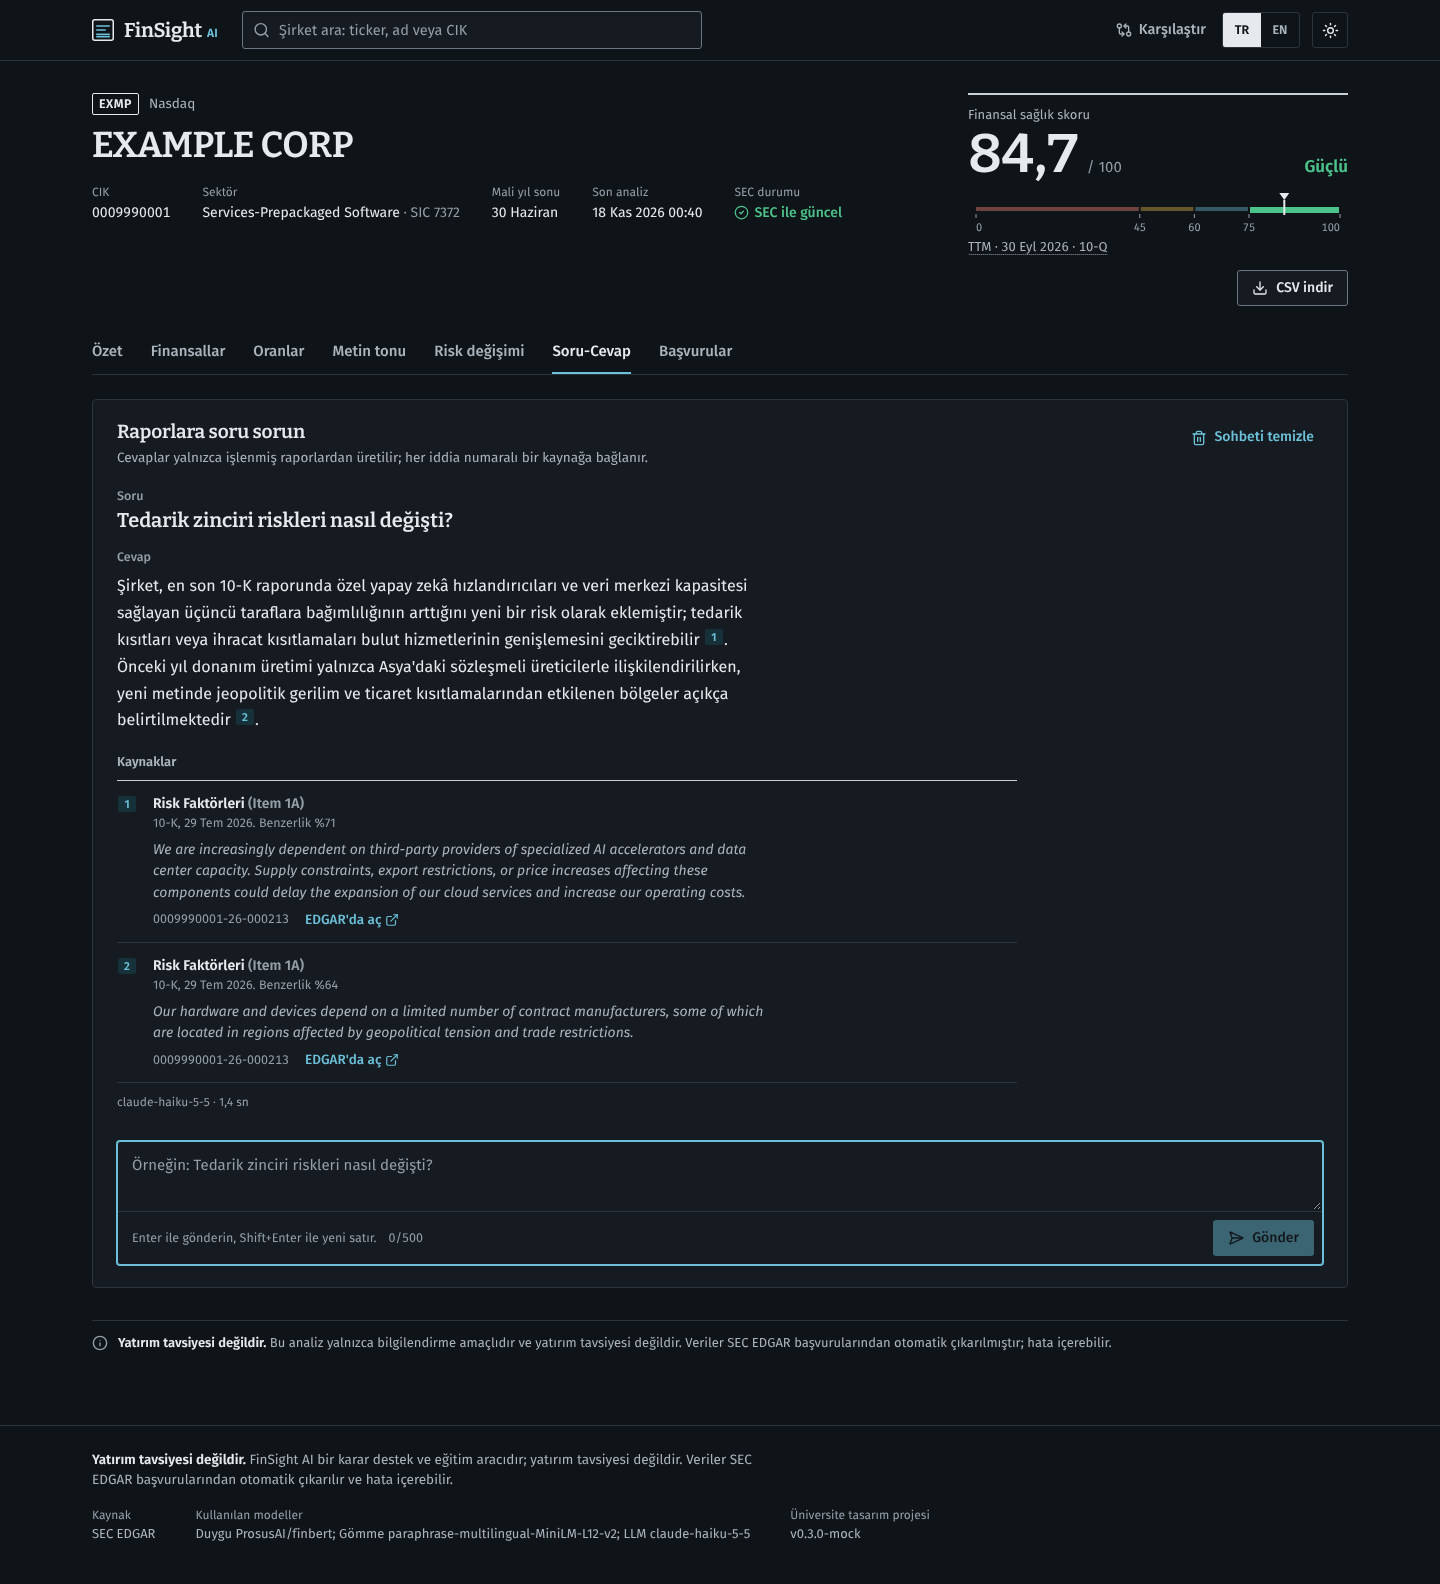 FinSight AI
Şirket ara: ticker, ad veya CIK
Karşılaştır
TR
EN
EXMP
Nasdaq
EXAMPLE CORP
CIK
0009990001
Sektör
Services-Prepackaged Software · SIC 7372
Mali yıl sonu
30 Haziran
Son analiz
18 Kas 2026 00:40
SEC durumu
SEC ile güncel
Finansal sağlık skoru
84,7 / 100
Güçlü
0 45 60 75 100
TTM · 30 Eyl 2026 · 10-Q
CSV indir
Özet
Finansallar
Oranlar
Metin tonu
Risk değişimi
Soru-Cevap
Başvurular
Raporlara soru sorun
Sohbeti temizle
Cevaplar yalnızca işlenmiş raporlardan üretilir; her iddia numaralı bir kaynağa bağlanır.
Soru
Tedarik zinciri riskleri nasıl değişti?
Cevap
Şirket, en son 10-K raporunda özel yapay zekâ hızlandırıcıları ve veri merkezi kapasitesi
sağlayan üçüncü taraflara bağımlılığının arttığını yeni bir risk olarak eklemiştir; tedarik
kısıtları veya ihracat kısıtlamaları bulut hizmetlerinin genişlemesini geciktirebilir 1.
Önceki yıl donanım üretimi yalnızca Asya'daki sözleşmeli üreticilerle ilişkilendirilirken,
yeni metinde jeopolitik gerilim ve ticaret kısıtlamalarından etkilenen bölgeler açıkça
belirtilmektedir 2.
Kaynaklar
1 Risk Faktörleri (Item 1A)
10-K, 29 Tem 2026. Benzerlik %71
We are increasingly dependent on third-party providers of specialized AI accelerators and data
center capacity. Supply constraints, export restrictions, or price increases affecting these
components could delay the expansion of our cloud services and increase our operating costs.
0009990001-26-000213 EDGAR'da aç
2 Risk Faktörleri (Item 1A)
10-K, 29 Tem 2026. Benzerlik %64
Our hardware and devices depend on a limited number of contract manufacturers, some of which
are located in regions affected by geopolitical tension and trade restrictions.
0009990001-26-000213 EDGAR'da aç
claude-haiku-5-5 · 1,4 sn
Örneğin: Tedarik zinciri riskleri nasıl değişti?
Enter ile gönderin, Shift+Enter ile yeni satır. 0/500
Gönder
Yatırım tavsiyesi değildir. Bu analiz yalnızca bilgilendirme amaçlıdır ve yatırım tavsiyesi değildir. Veriler SEC EDGAR başvurularından otomatik çıkarılmıştır; hata içerebilir.
Yatırım tavsiyesi değildir. FinSight AI bir karar destek ve eğitim aracıdır; yatırım tavsiyesi değildir. Veriler SEC
EDGAR başvurularından otomatik çıkarılır ve hata içerebilir.
Kaynak
SEC EDGAR
Kullanılan modeller
Duygu ProsusAI/finbert; Gömme paraphrase-multilingual-MiniLM-L12-v2; LLM claude-haiku-5-5
Üniversite tasarım projesi
v0.3.0-mock